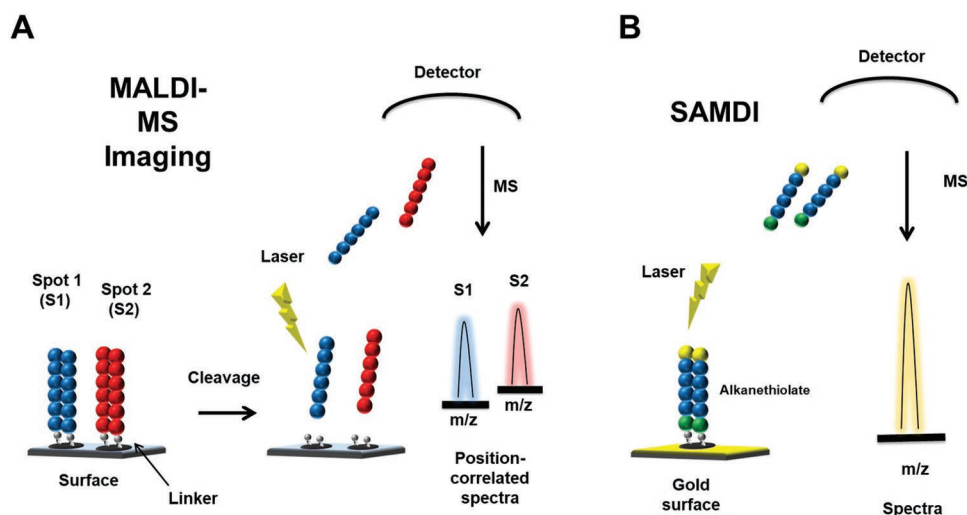 A
MALDI-
MS
Imaging
Detector
MS
Laser
Spot 1
(S1)
Spot 2
(S2)
S1
S2
Cleavage
m/z
m/z
Surface
Linker
Position-
correlated
spectra
B
SAMDI
Detector
MS
Laser
Alkanethiolate
Gold
surface
m/z
Spectra